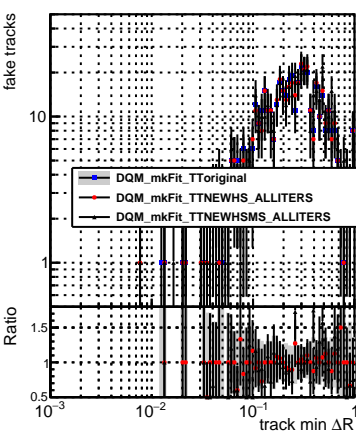 fake tracks
10
DQM_mkFit_TToriginal
DQM_mkFit_TTNEWHS_ALLITERS
DQM_mkFit_TTNEWHSMS_ALLITERS
1
Ratio
1.5
1
0.5
10−3 10−2 10−1 1
track min ΔR